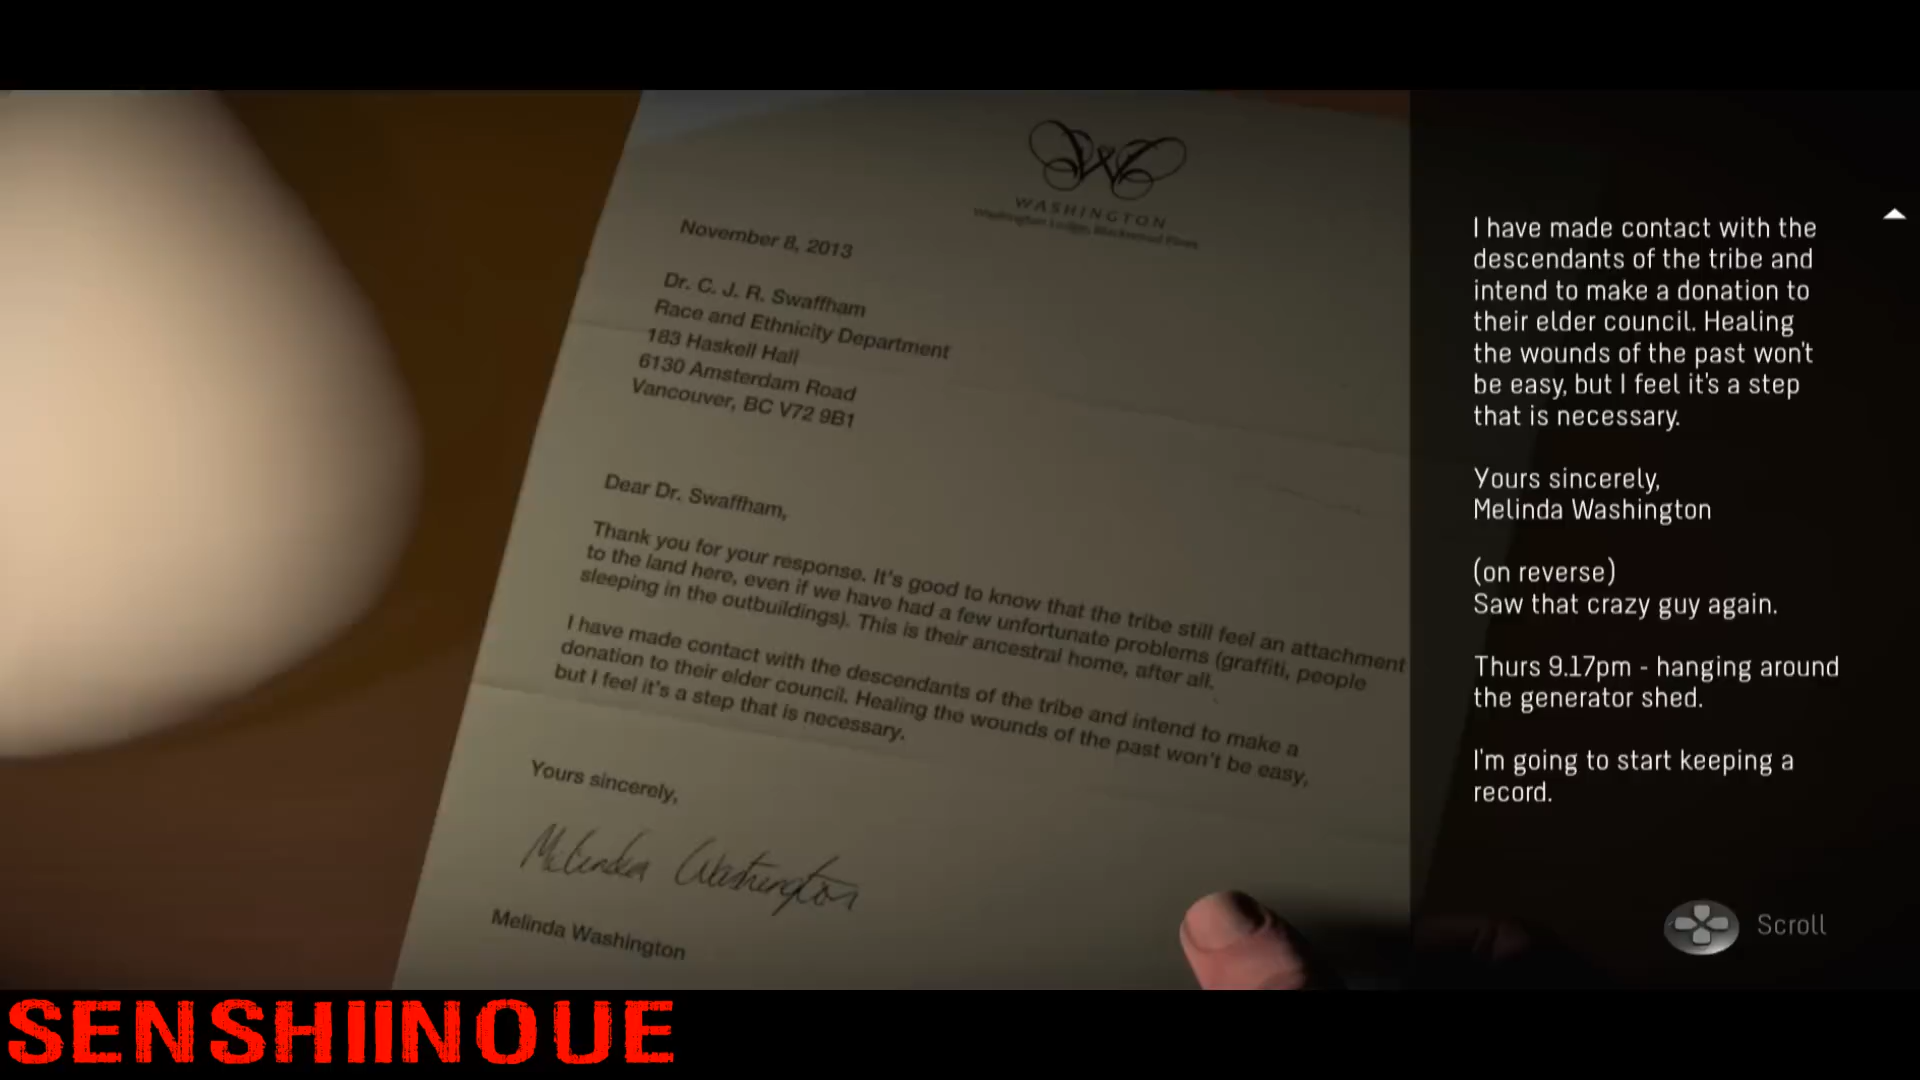 WASHINGTON
Washington Lodge, Blackwood Pines
November 8, 2013
Dr. C. J. R. Swaffham
Race and Ethnicity Department
183 Haskell Hall
6130 Amsterdam Road
Vancouver, BC V72 9B1
Dear Dr. Swaffham,
Thank you for your response. It's good to know that the tribe still feel an attachment
to the land here, even if we have had a few unfortunate problems (graffiti, people
sleeping in the outbuildings). This is their ancestral home, after all.
I have made contact with the descendants of the tribe and intend to make a
donation to their elder council. Healing the wounds of the past won't be easy,
but I feel it's a step that is necessary.
Yours sincerely,
Melinda Washington
Melinda Washington
I have made contact with the
descendants of the tribe and
intend to make a donation to
their elder council. Healing
the wounds of the past won't
be easy, but I feel it's a step
that is necessary.
Yours sincerely,
Melinda Washington
(on reverse)
Saw that crazy guy again.
Thurs 9.17pm - hanging around
the generator shed.
I'm going to start keeping a
record.
Scroll
SENSHIINOUE